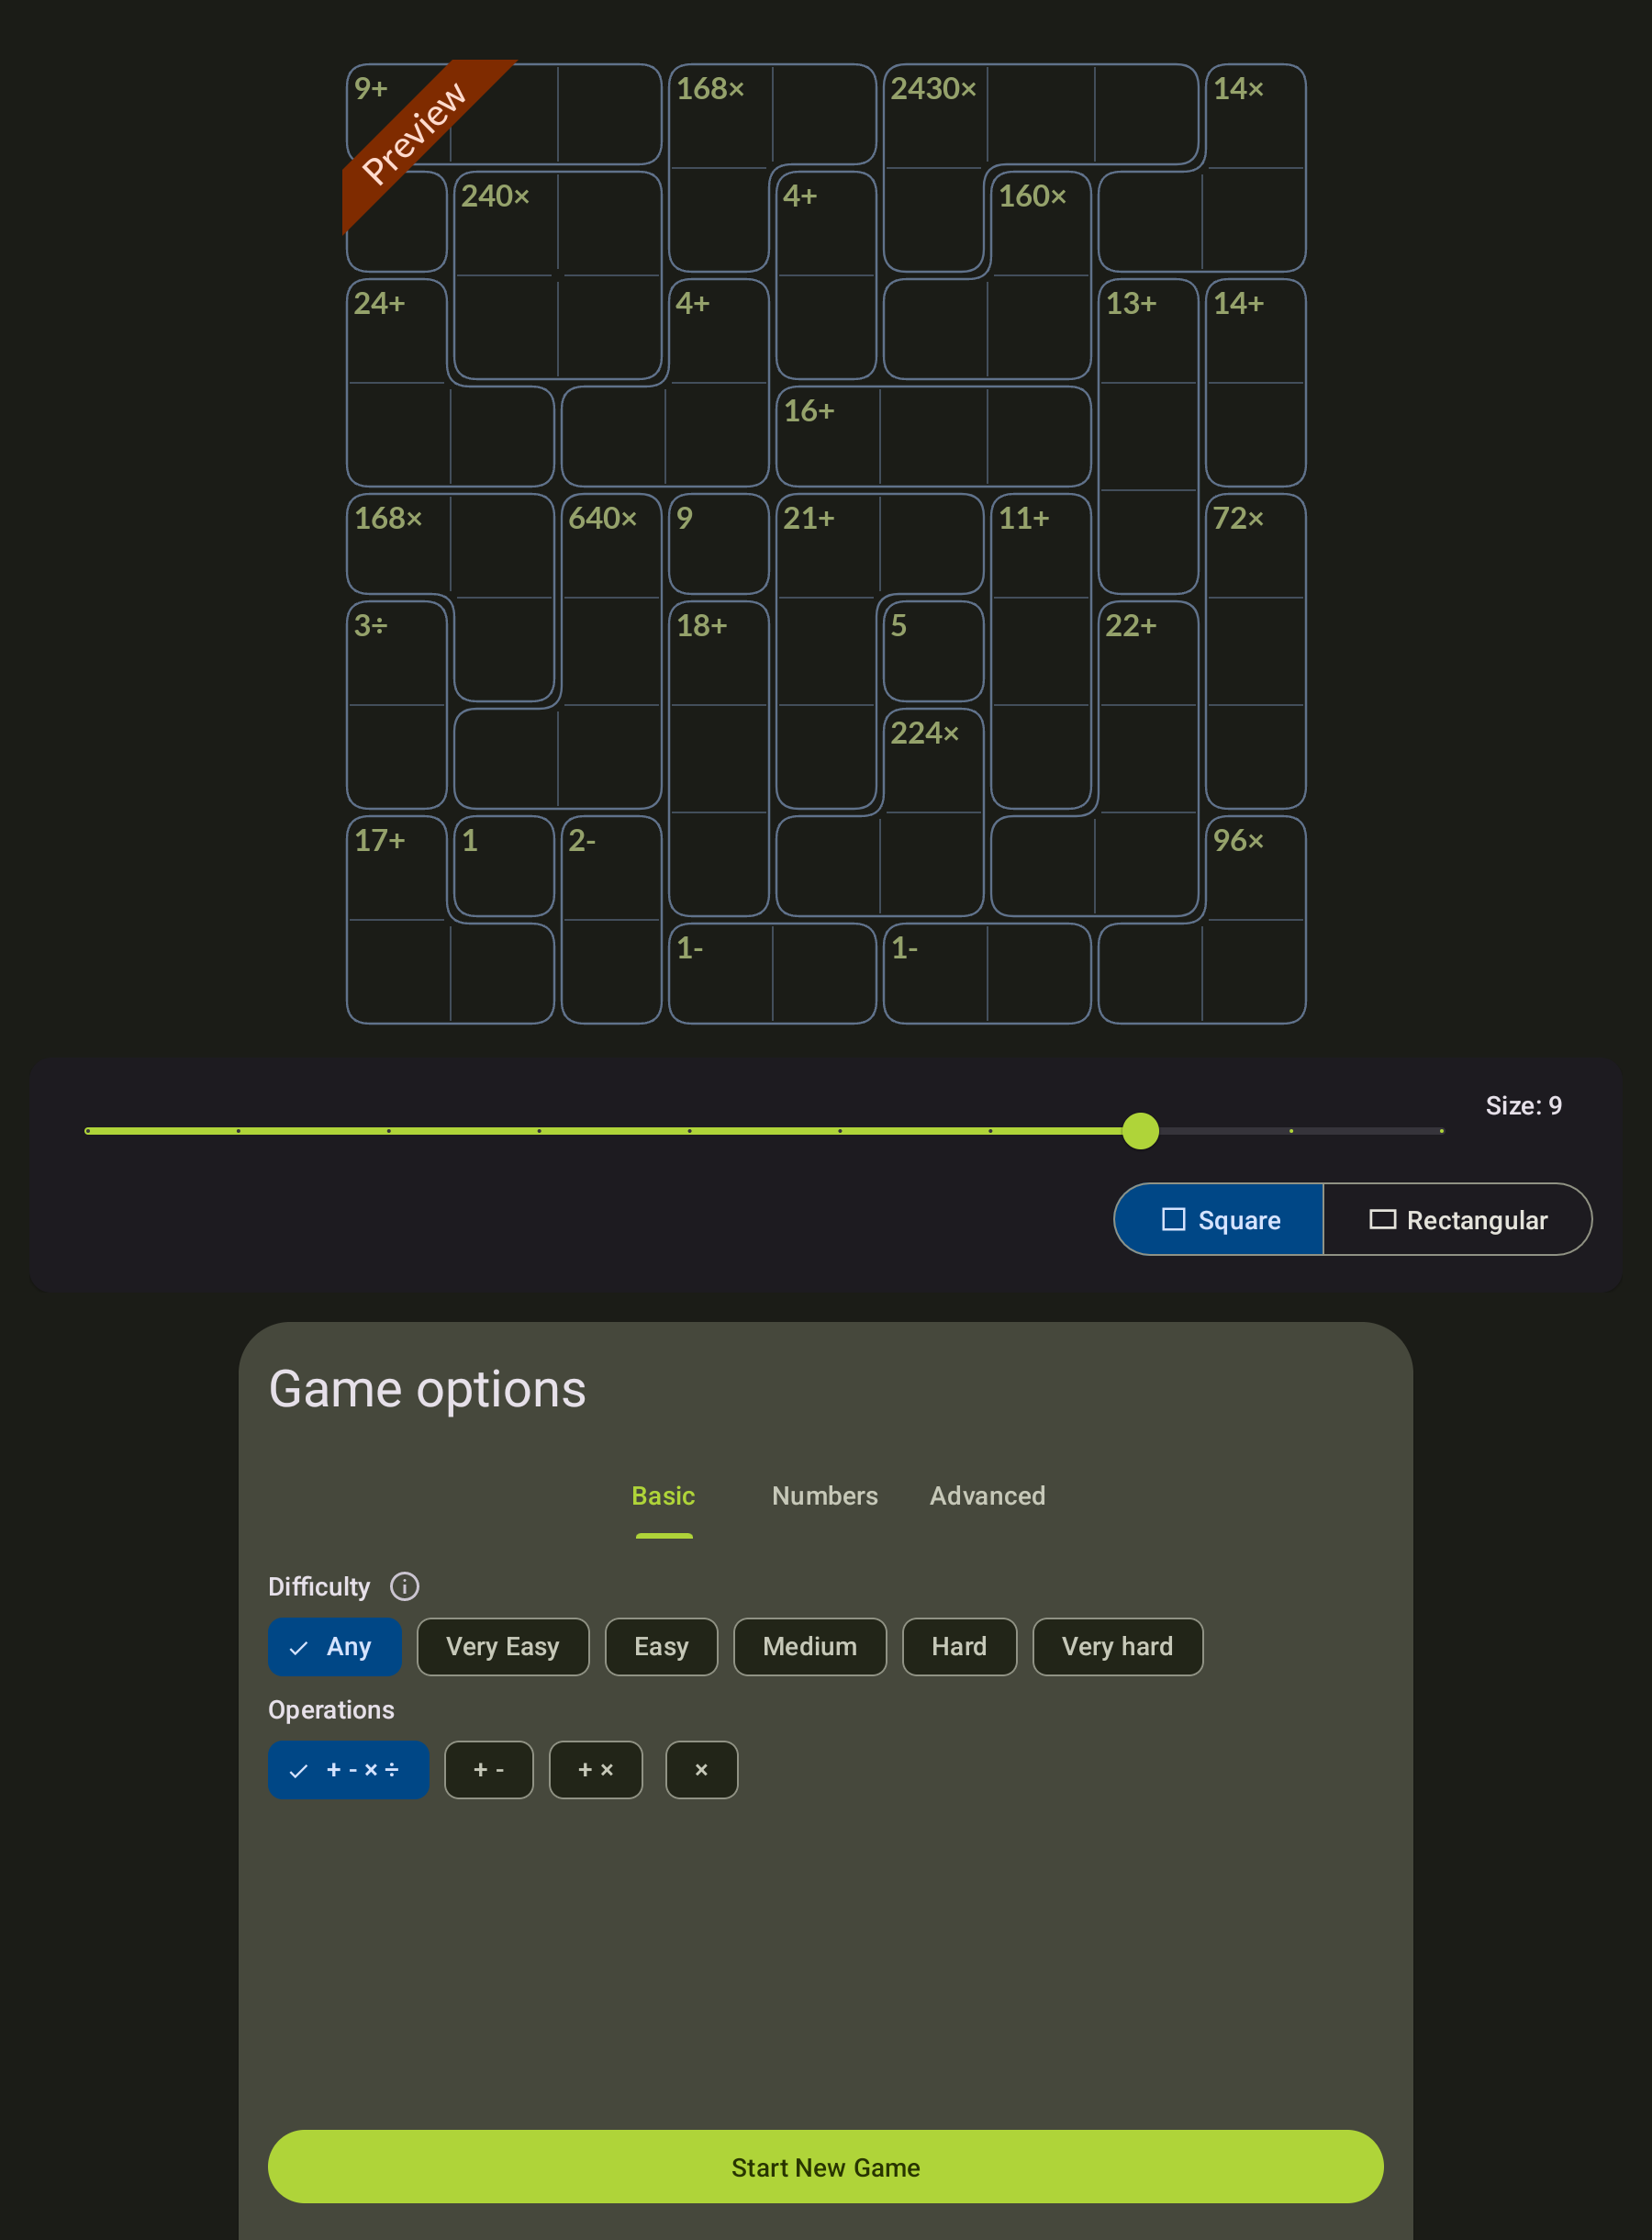 9+ 168× 2430× 14×
Preview
240× 4+ 160×
24+ 4+ 13+ 14+
16+
168× 640× 9 21+ 11+ 72×
3÷ 18+ 5 22+
224×
17+ 1 2- 96×
1- 1-
Size: 9
Square Rectangular
Game options
Basic Numbers Advanced
Difficulty
Any Very Easy Easy Medium Hard Very hard
Operations
+ - × ÷ + - + × ×
Start New Game